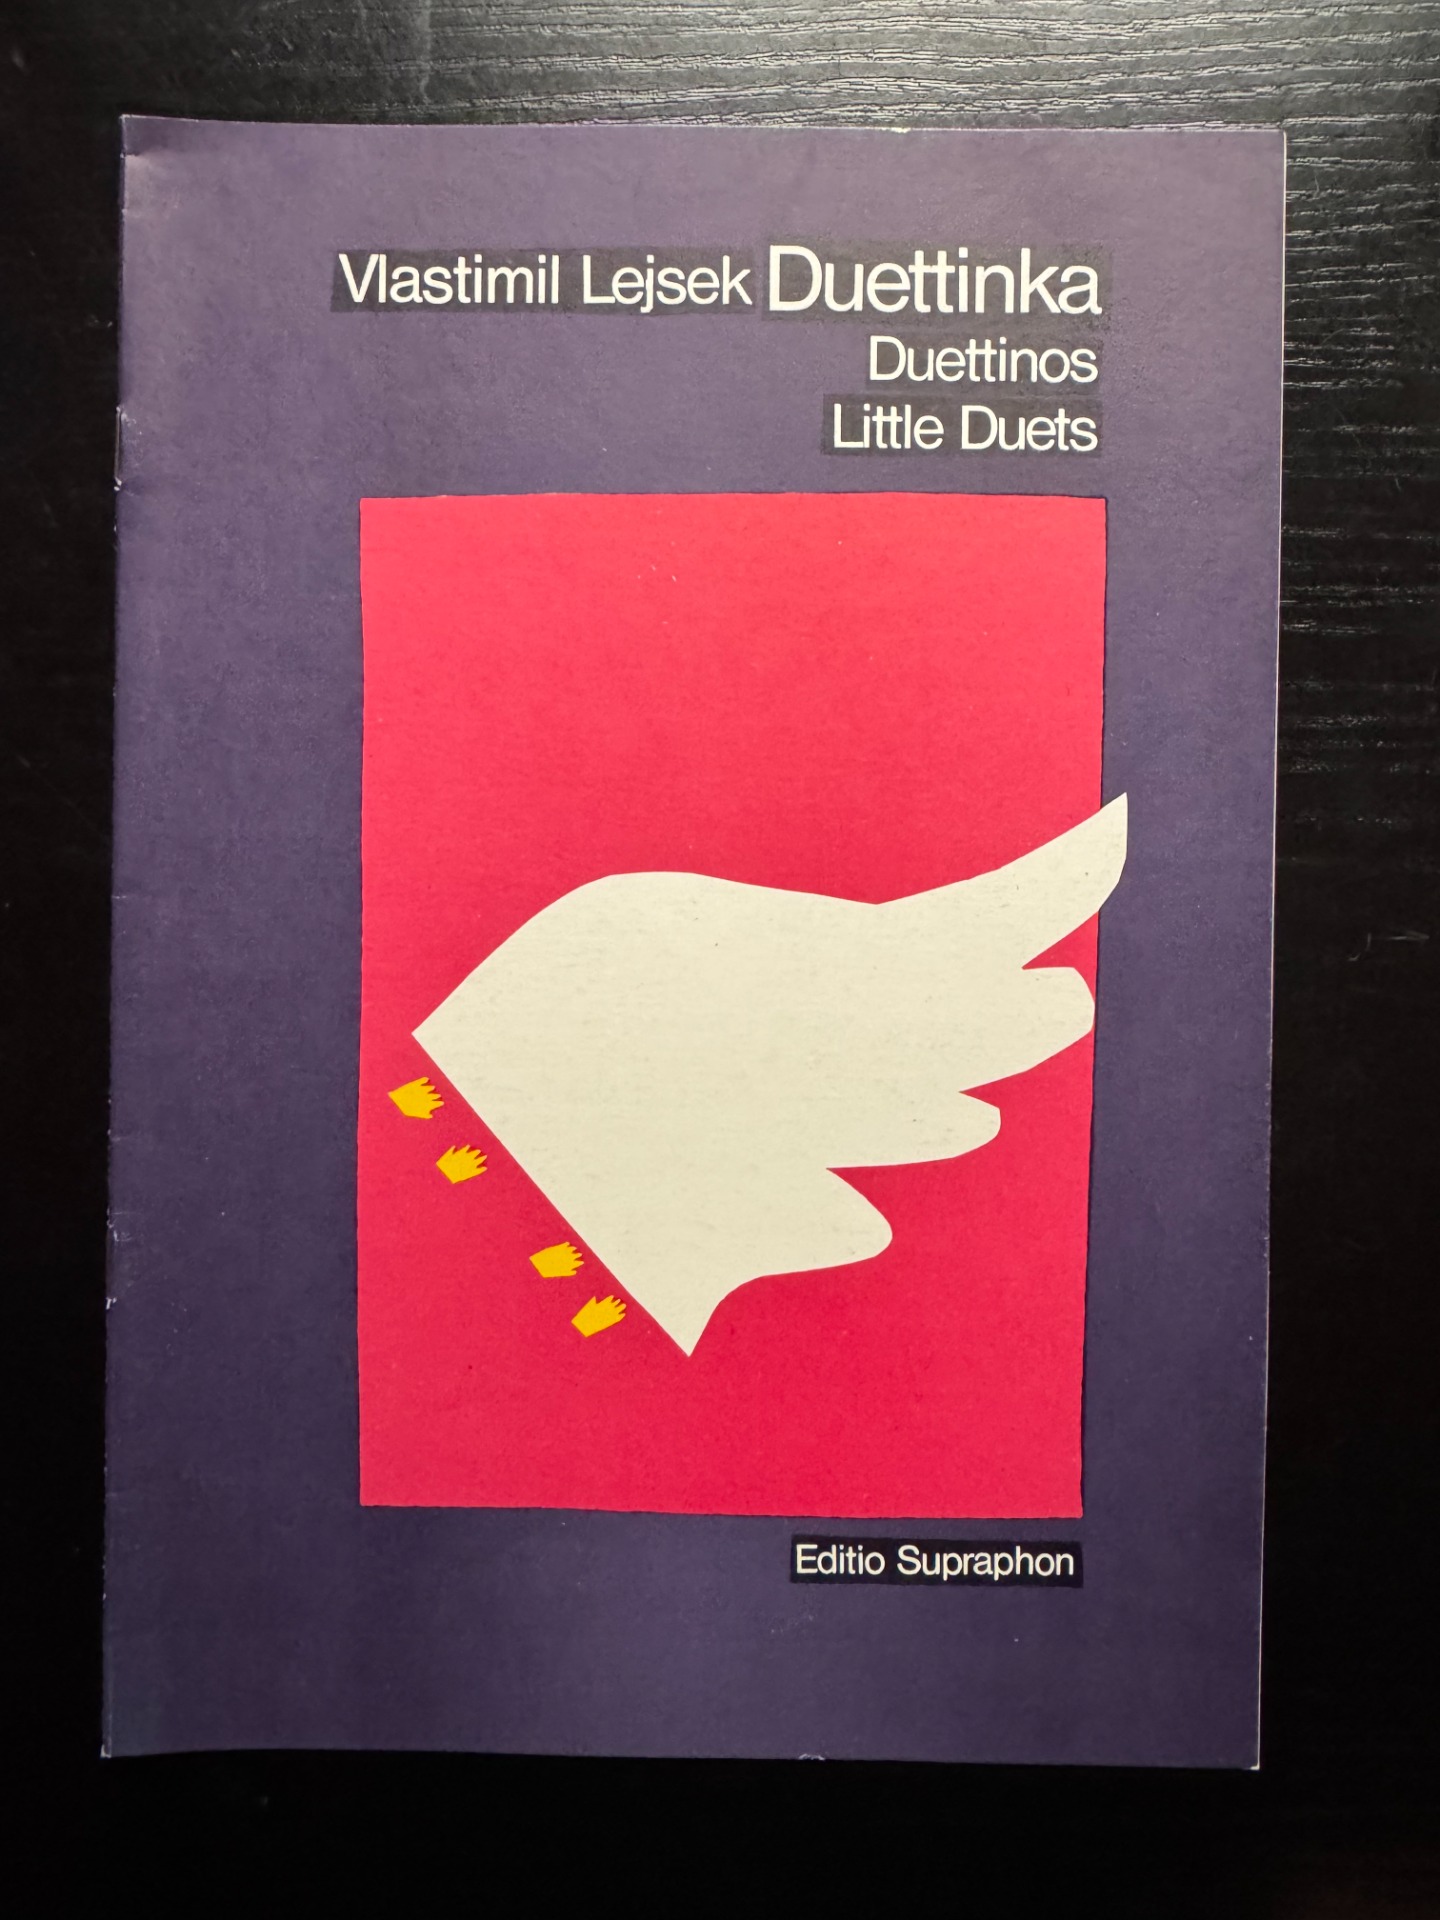 Vlastimil Lejsek Duettinka
Duettinos
Little Duets
Editio Supraphon